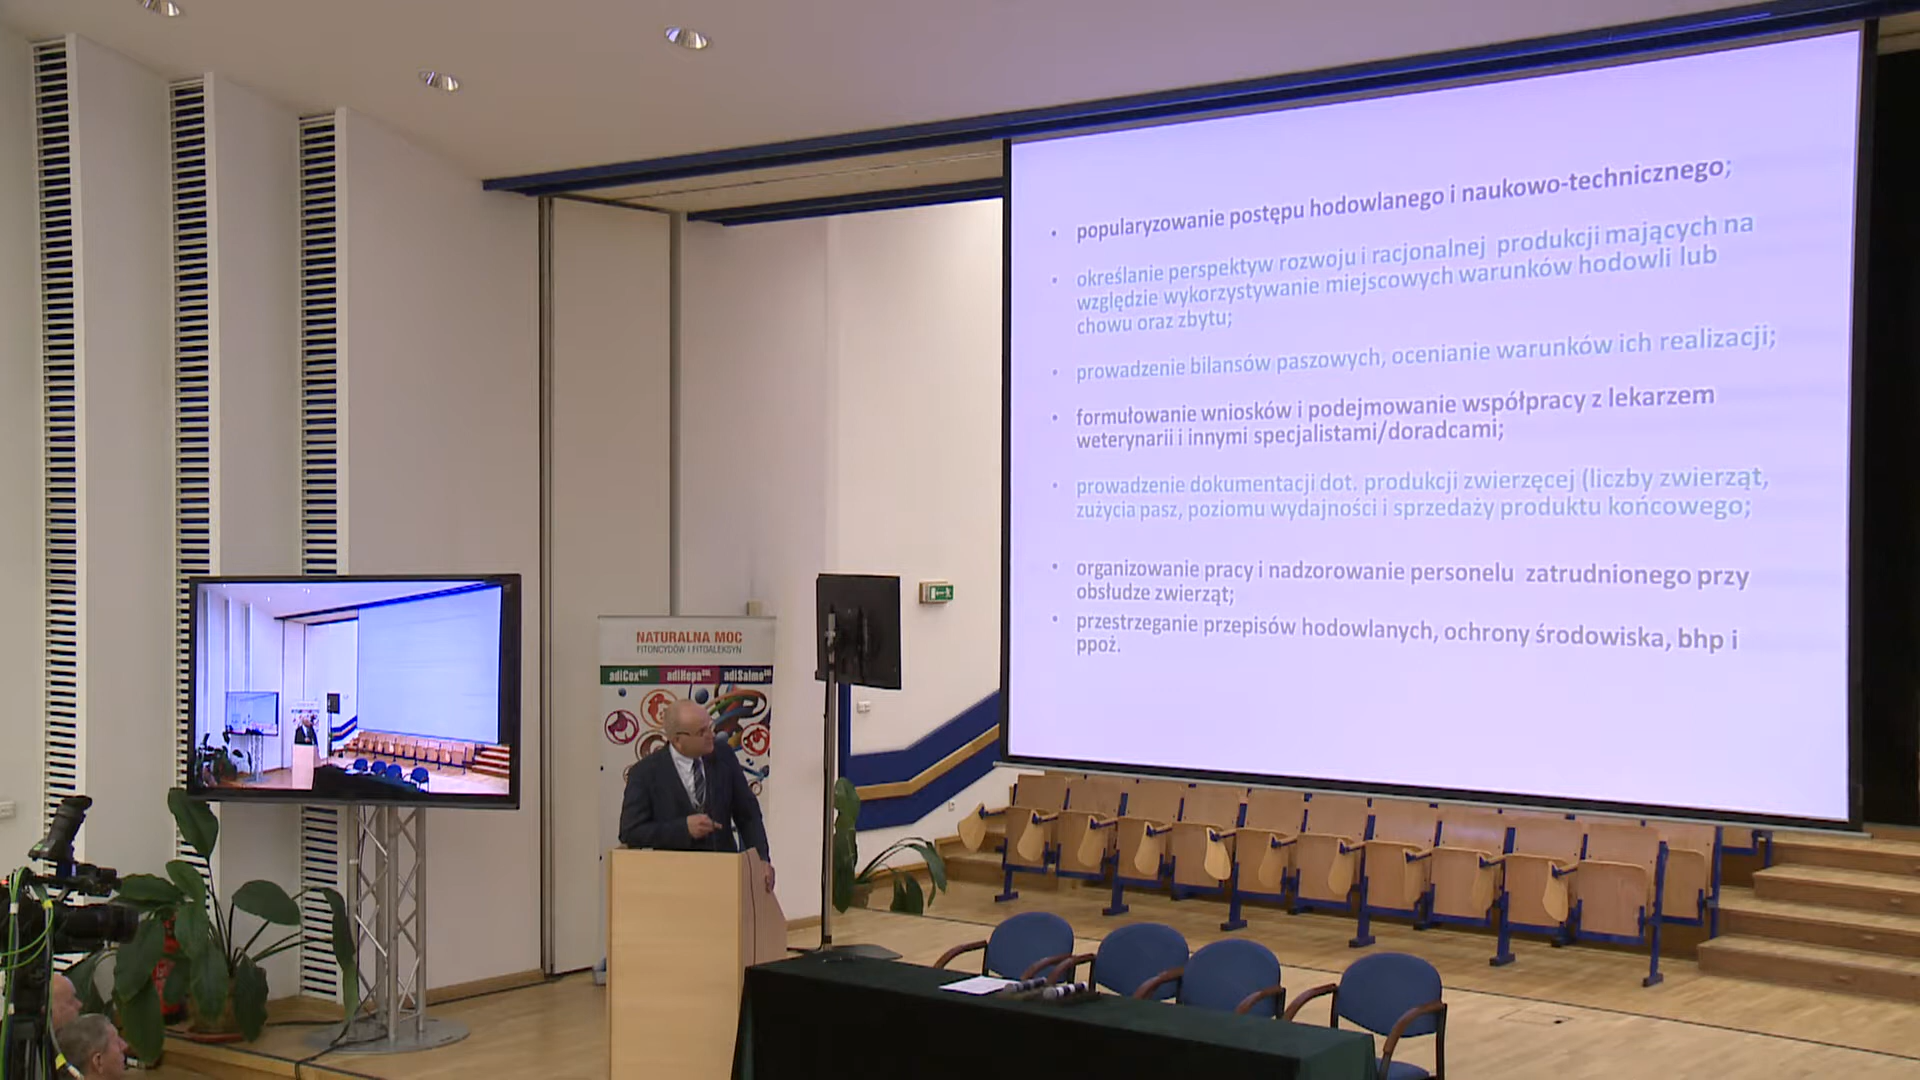 • popularyzowanie postępu hodowlanego i naukowo-technicznego;
• określanie perspektyw rozwoju i racjonalnej produkcji mających na
względzie wykorzystywanie miejscowych warunków hodowli lub
chowu oraz zbytu;
• prowadzenie bilansów paszowych, ocenianie warunków ich realizacji;
• formułowanie wniosków i podejmowanie współpracy z lekarzem
weterynarii i innymi specjalistami/doradcami;
• prowadzenie dokumentacji dot. produkcji zwierzęcej (liczby zwierząt,
zużycia pasz, poziomu wydajności i sprzedaży produktu końcowego;
• organizowanie pracy i nadzorowanie personelu zatrudnionego przy
obsłudze zwierząt;
• przestrzeganie przepisów hodowlanych, ochrony środowiska, bhp i
ppoż.
NATURALNA MOC
FITONCYDÓW I FITOALEKSYN
adiCox adiHepa adiSalmo